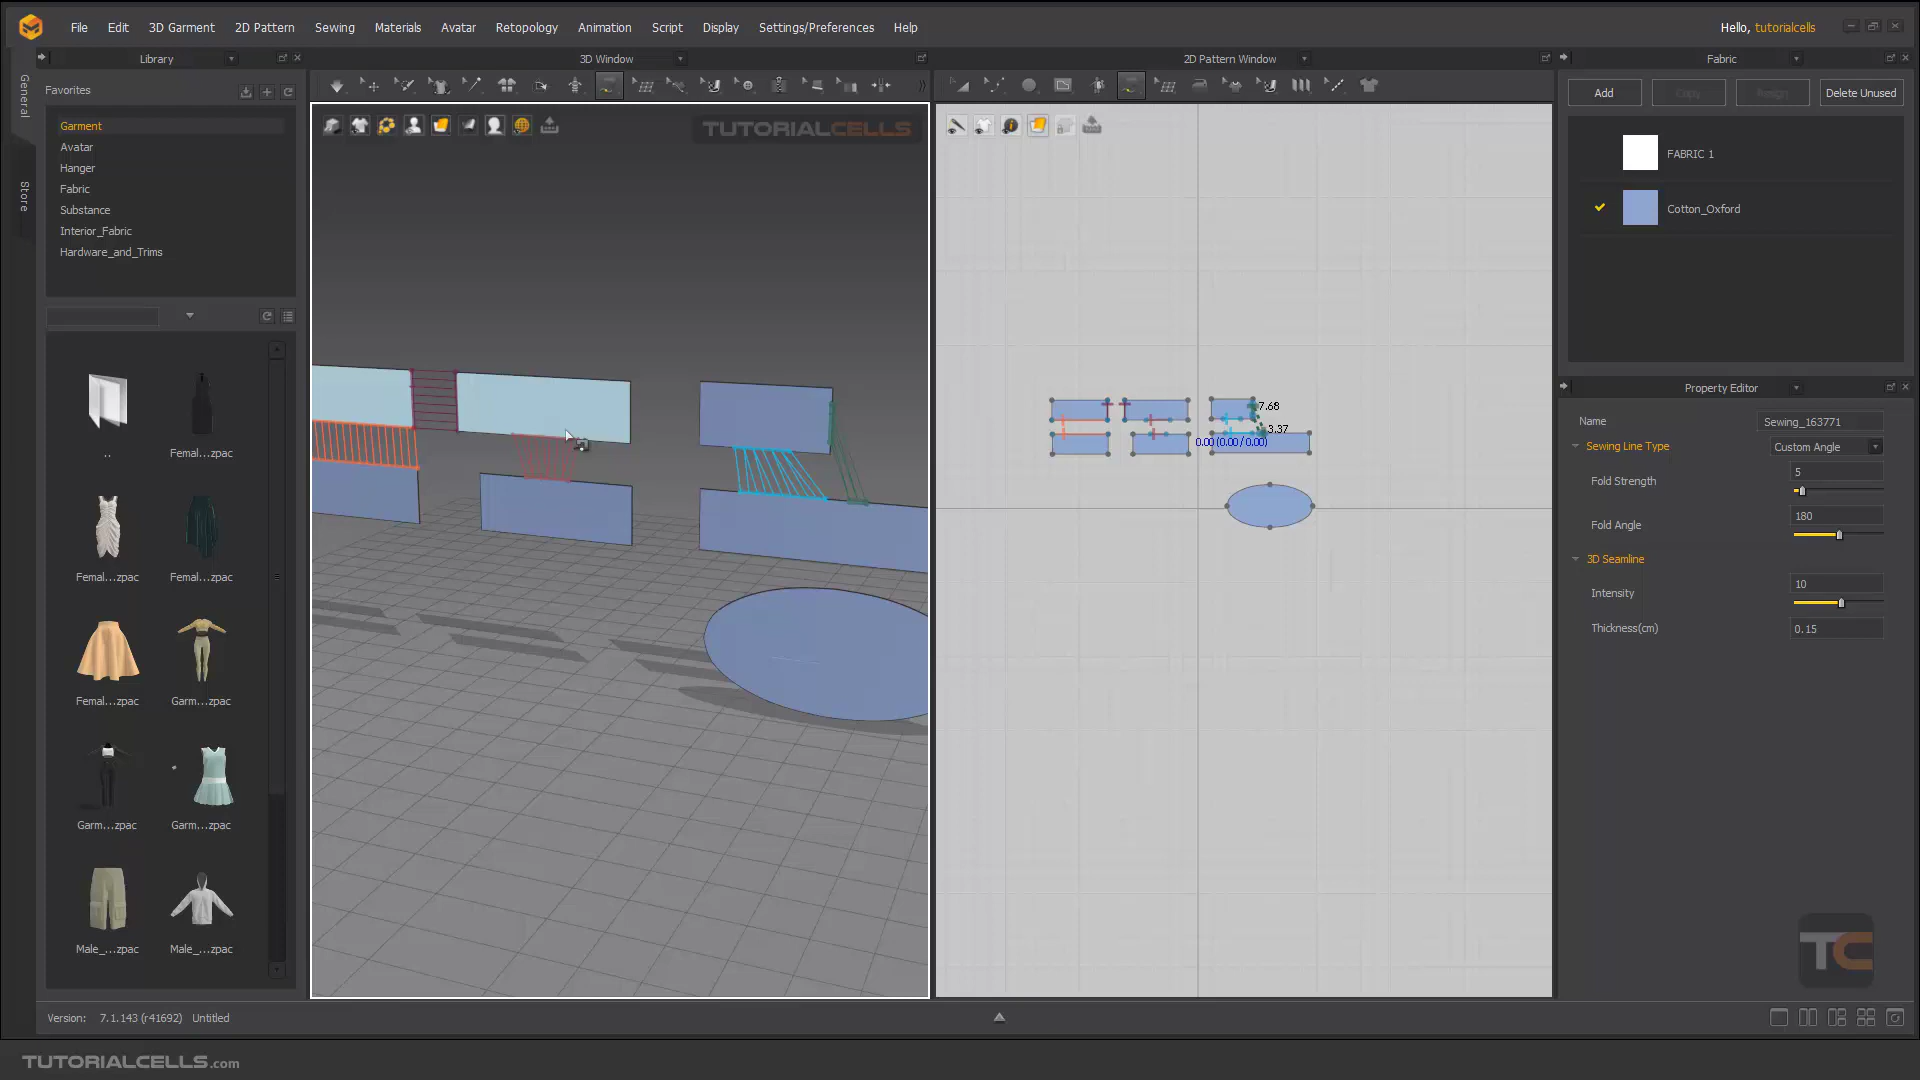 File Edit 3D Garment 2D Pattern Sewing Materials Avatar Retopology Animation Script Display Settings/Preferences Help
Hello, tutorialcells
Library
3D Window
2D Pattern Window
Fabric
General
Store
Favorites
Garment
Avatar
Hanger
Fabric
Substance
Interior_Fabric
Hardware_and_Trims
..
Femal...zpac
Femal...zpac
Femal...zpac
Femal...zpac
Garm...zpac
Garm...zpac
Garm...zpac
Male_...zpac
Male_...zpac
TUTORIALCELLS
7.68
3.37
0.00 (0.00 / 0.00)
Add
Copy
Assign
Delete Unused
FABRIC 1
Cotton_Oxford
Property Editor
Name Sewing_163771
Sewing Line Type Custom Angle
Fold Strength 5
Fold Angle 180
3D Seamline
Intensity 10
Thickness(cm) 0.15
TC
Version: 7.1.143 (r41692) Untitled
TUTORIALCELLS.com